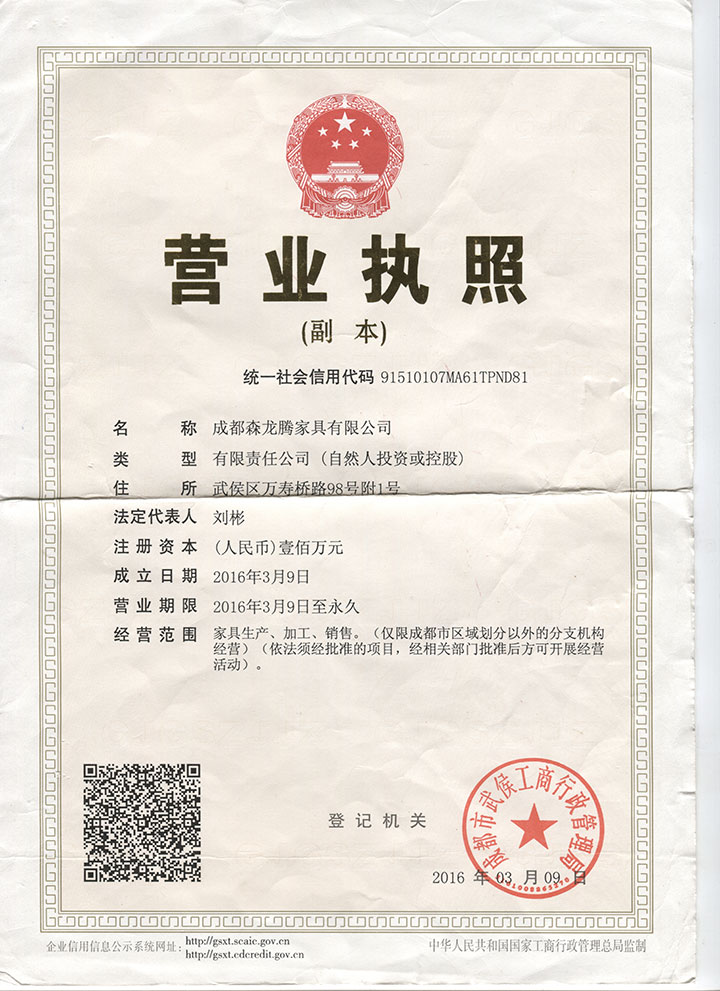 营业执照
(副 本)
统一社会信用代码 91510107MA61TPND81
名 称 成都森龙腾家具有限公司
类 型 有限责任公司(自然人投资或控股)
住 所 武侯区万寿桥路98号附1号
法定代表人 刘彬
注册资本 (人民币)壹佰万元
成立日期 2016年3月9日
营业期限 2016年3月9日至永久
经营范围 家具生产、加工、销售。(仅限成都市区域划分以外的分支机构
经营)(依法须经批准的项目,经相关部门批准后方可开展经营
活动)。
成都市武侯工商行政管理局
登记机关
2016 年 03 月 09 日
企业信用信息公示系统网址: http://gsxt.scaic.gov.cn
http://gsxt.cdcredit.gov.cn
中华人民共和国国家工商行政管理总局监制